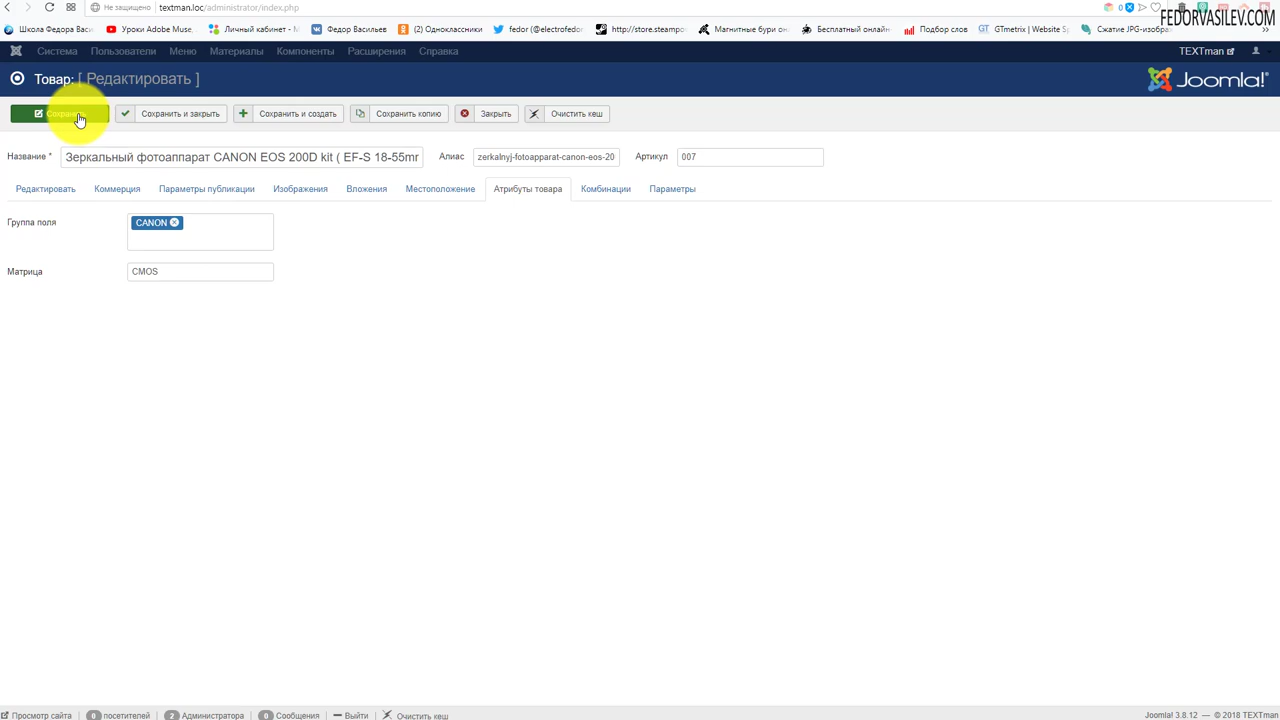 Не защищено textman.loc/administrator/index.php
FEDORVASILEV.COM
Школа Федора Васи Уроки Adobe Muse, Личный кабинет - М Федор Васильев (2) Одноклассники fedor (@electrofedor http://store.steampo Магнитные бури он Бесплатный онлайн Подбор слов GTmetrix | Website Sp Сжатие JPG-изобра
Система Пользователи Меню Материалы Компоненты Расширения Справка TEXTman
Товар: [ Редактировать ] Joomla!®
Сохранить Сохранить и закрыть Сохранить и создать Сохранить копию Закрыть Очистить кеш
Название * Зеркальный фотоаппарат CANON EOS 200D kit ( EF-S 18-55mr Алиас zerkalnyj-fotoapparat-canon-eos-20 Артикул 007
Редактировать Коммерция Параметры публикации Изображения Вложения Местоположение Атрибуты товара Комбинации Параметры
Группа поля CANON
Матрица CMOS
Просмотр сайта 0 посетителей 2 Администратора 0 Сообщения Выйти Очистить кеш Joomla! 3.8.12 — © 2018 TEXTman